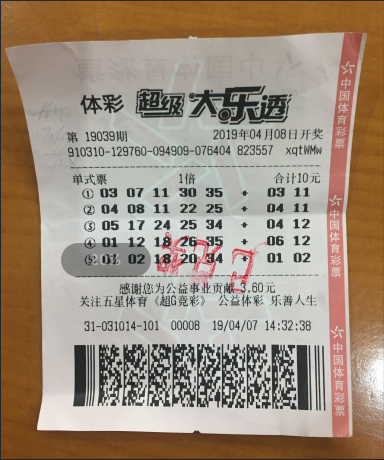 体彩 超级大乐透
第 19039期 2019年04月08日开奖
910310-129760-094909-076404 823557 xqtWMw
单式票 1倍 合计10元
① 03 07 11 30 35 + 03 11
② 04 08 11 22 25 + 04 11
③ 05 17 24 25 34 + 04 12
④ 01 12 18 26 35 + 06 12
02 18 20 34 + 01 02
感谢您为公益事业贡献 3.60元
关注五星体育《超G竞彩》 公益体彩 乐善人生
31-031014-101 00008 19/04/07 14:32:38
中国体育彩票
中国体育彩票
中国体育彩票